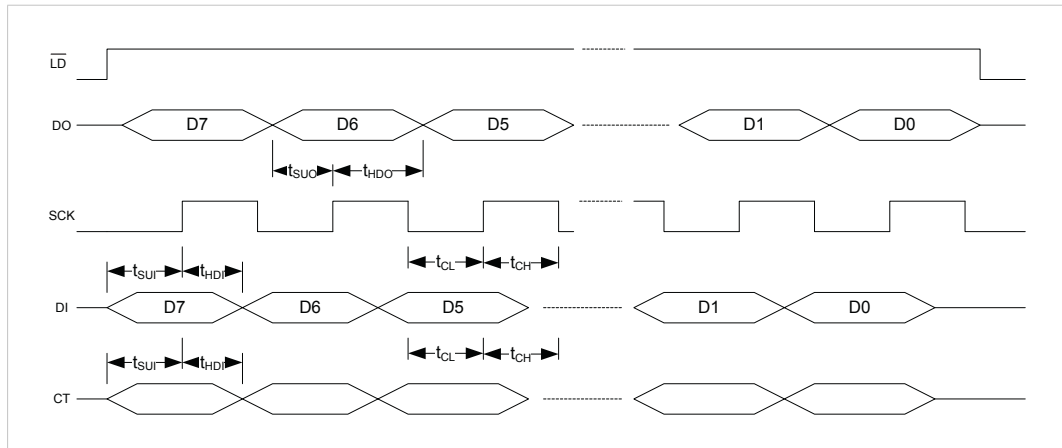 LD
DO D7 D6 D5 D1 D0
tSUO tHDO
SCK
tSUI tHDI tCL tCH
DI D7 D6 D5 D1 D0
tSUI tHDI tCL tCH
CT